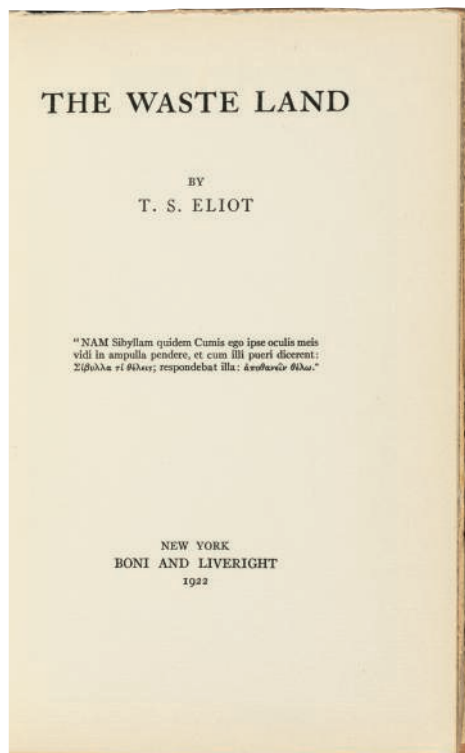 THE WASTE LAND
BY
T. S. ELIOT
"NAM Sibyllam quidem Cumis ego ipse oculis meis
vidi in ampulla pendere, et cum illi pueri dicerent:
Σίβυλλα τί θέλεις; respondebat illa: ἀποθανεῖν θέλω."
NEW YORK
BONI AND LIVERIGHT
1922